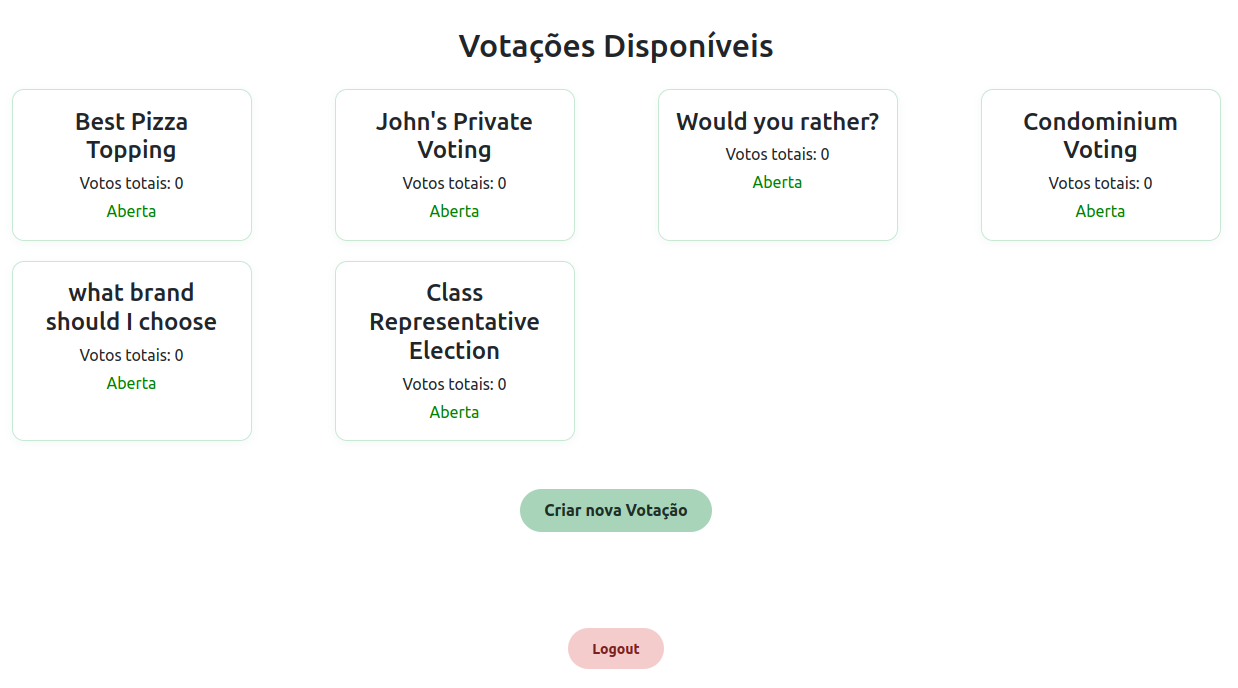 Votações Disponíveis
Best Pizza
Topping
Votos totais: 0
Aberta
John's Private
Voting
Votos totais: 0
Aberta
Would you rather?
Votos totais: 0
Aberta
Condominium
Voting
Votos totais: 0
Aberta
what brand
should I choose
Votos totais: 0
Aberta
Class
Representative
Election
Votos totais: 0
Aberta
Criar nova Votação
Logout